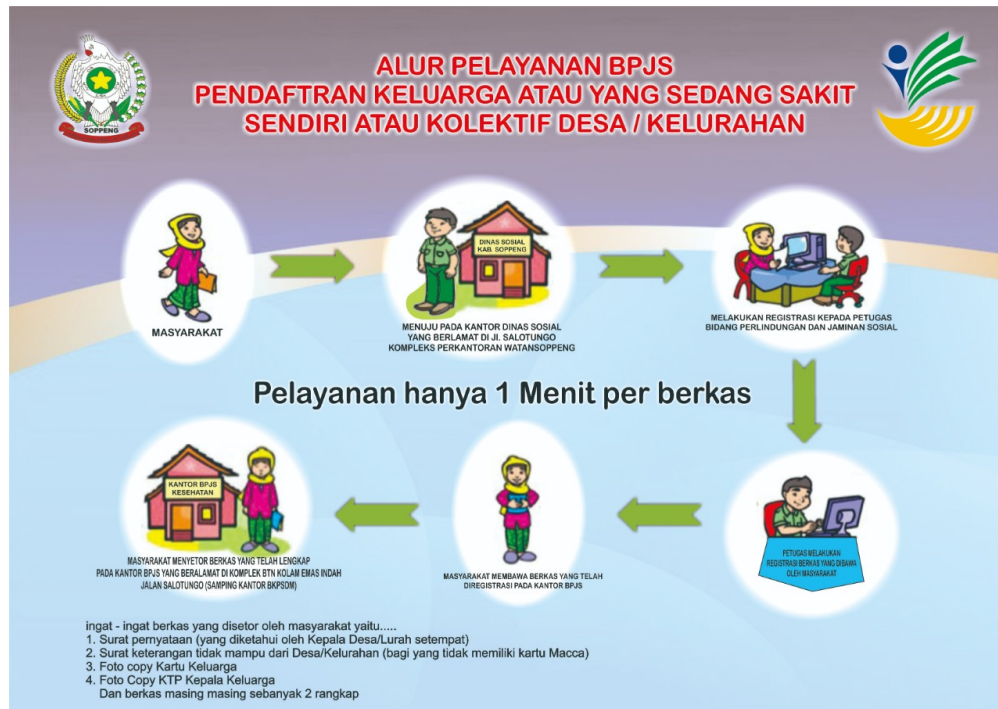 SOPPENG
ALUR PELAYANAN BPJS
PENDAFTRAN KELUARGA ATAU YANG SEDANG SAKIT
SENDIRI ATAU KOLEKTIF DESA / KELURAHAN
MASYARAKAT
DINAS SOSIAL
KAB. SOPPENG
MENUJU PADA KANTOR DINAS SOSIAL
YANG BERLAMAT DI Jl. SALOTUNGO
KOMPLEKS PERKANTORAN WATANSOPPENG
MELAKUKAN REGISTRASI KEPADA PETUGAS
BIDANG PERLINDUNGAN DAN JAMINAN SOSIAL
Pelayanan hanya 1 Menit per berkas
PETUGAS MELAKUKAN
REGISTRASI BERKAS YANG DIBAWA
OLEH MASYARAKAT
MASYARAKAT MEMBAWA BERKAS YANG TELAH
DIREGISTRASI PADA KANTOR BPJS
KANTOR BPJS
KESEHATAN
MASYARAKAT MENYETOR BERKAS YANG TELAH LENGKAP
PADA KANTOR BPJS YANG BERALAMAT DI KOMPLEK BTN KOLAM EMAS INDAH
JALAN SALOTUNGO (SAMPING KANTOR BKPSDM)
ingat - ingat berkas yang disetor oleh masyarakat yaitu.....
1. Surat pernyataan (yang diketahui oleh Kepala Desa/Lurah setempat)
2. Surat keterangan tidak mampu dari Desa/Kelurahan (bagi yang tidak memiliki kartu Macca)
3. Foto copy Kartu Keluarga
4. Foto Copy KTP Kepala Keluarga
Dan berkas masing masing sebanyak 2 rangkap